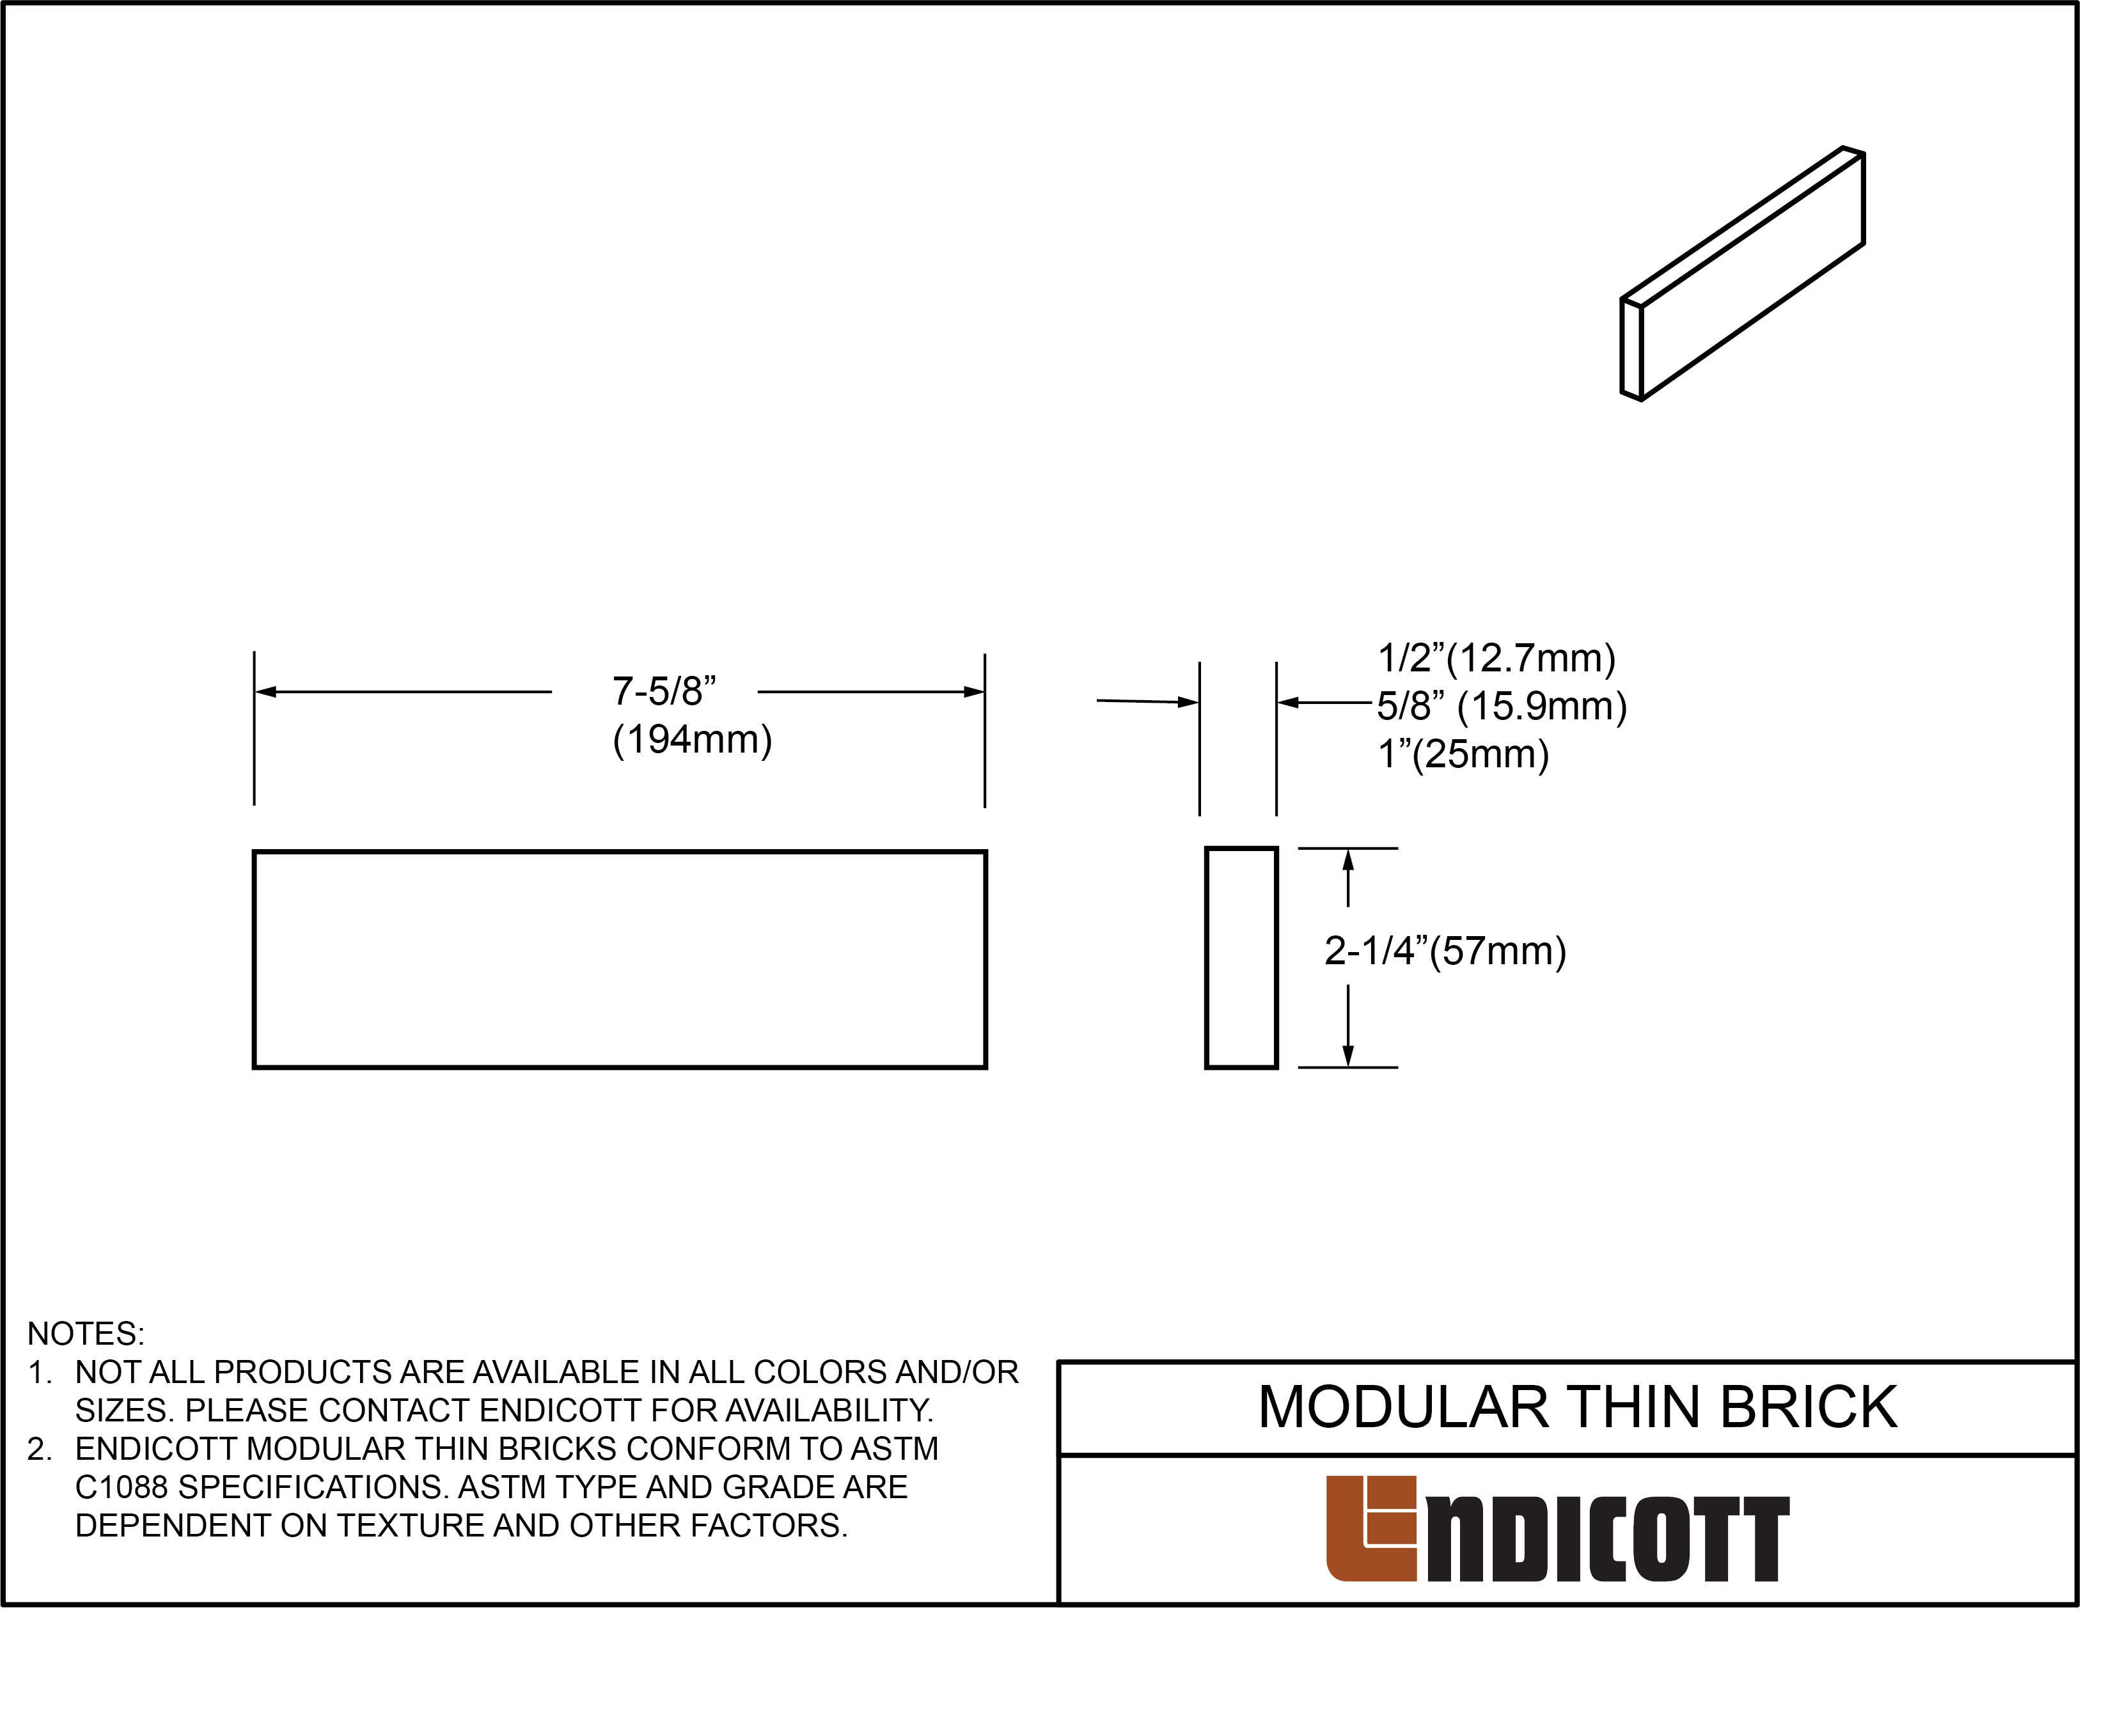 7-5/8”
(194mm)
1/2”(12.7mm)
5/8” (15.9mm)
1”(25mm)
2-1/4”(57mm)
NOTES:
1. NOT ALL PRODUCTS ARE AVAILABLE IN ALL COLORS AND/OR
SIZES. PLEASE CONTACT ENDICOTT FOR AVAILABILITY.
2. ENDICOTT MODULAR THIN BRICKS CONFORM TO ASTM
C1088 SPECIFICATIONS. ASTM TYPE AND GRADE ARE
DEPENDENT ON TEXTURE AND OTHER FACTORS.
MODULAR THIN BRICK
ENDICOTT